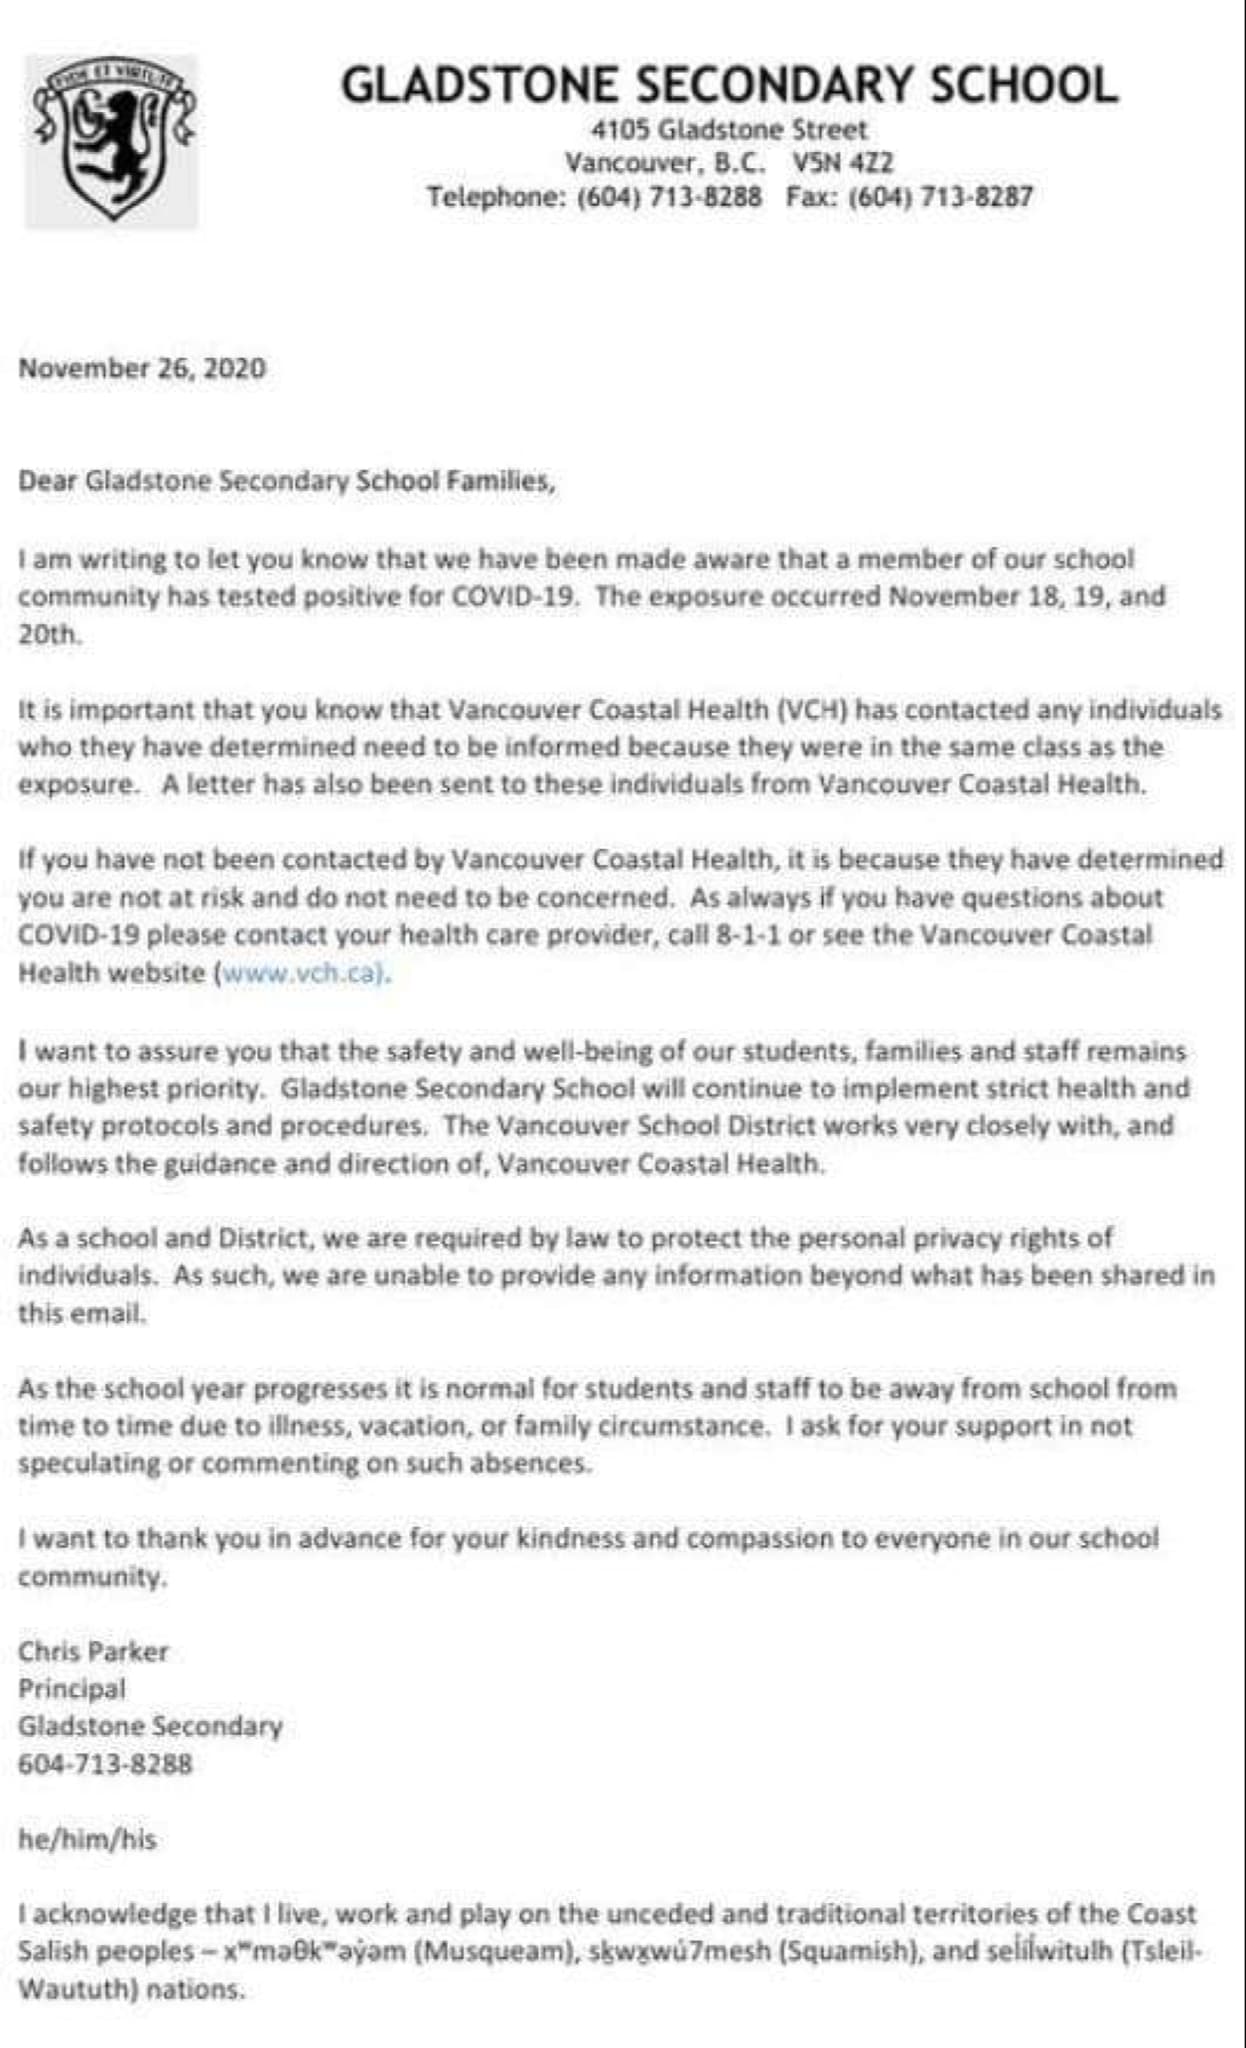 FIDE ET VIRTUTE
GLADSTONE SECONDARY SCHOOL
4105 Gladstone Street
Vancouver, B.C. V5N 4Z2
Telephone: (604) 713-8288 Fax: (604) 713-8287
November 26, 2020
Dear Gladstone Secondary School Families,
I am writing to let you know that we have been made aware that a member of our school
community has tested positive for COVID-19. The exposure occurred November 18, 19, and
20th.
It is important that you know that Vancouver Coastal Health (VCH) has contacted any individuals
who they have determined need to be informed because they were in the same class as the
exposure. A letter has also been sent to these individuals from Vancouver Coastal Health.
If you have not been contacted by Vancouver Coastal Health, it is because they have determined
you are not at risk and do not need to be concerned. As always if you have questions about
COVID-19 please contact your health care provider, call 8-1-1 or see the Vancouver Coastal
Health website (www.vch.ca).
I want to assure you that the safety and well-being of our students, families and staff remains
our highest priority. Gladstone Secondary School will continue to implement strict health and
safety protocols and procedures. The Vancouver School District works very closely with, and
follows the guidance and direction of, Vancouver Coastal Health.
As a school and District, we are required by law to protect the personal privacy rights of
individuals. As such, we are unable to provide any information beyond what has been shared in
this email.
As the school year progresses it is normal for students and staff to be away from school from
time to time due to illness, vacation, or family circumstance. I ask for your support in not
speculating or commenting on such absences.
I want to thank you in advance for your kindness and compassion to everyone in our school
community.
Chris Parker
Principal
Gladstone Secondary
604-713-8288
he/him/his
I acknowledge that I live, work and play on the unceded and traditional territories of the Coast
Salish peoples – xʷməθkʷəy̓əm (Musqueam), sḵwx̱wú7mesh (Squamish), and sel̓íl̓witulh (Tsleil-
Waututh) nations.